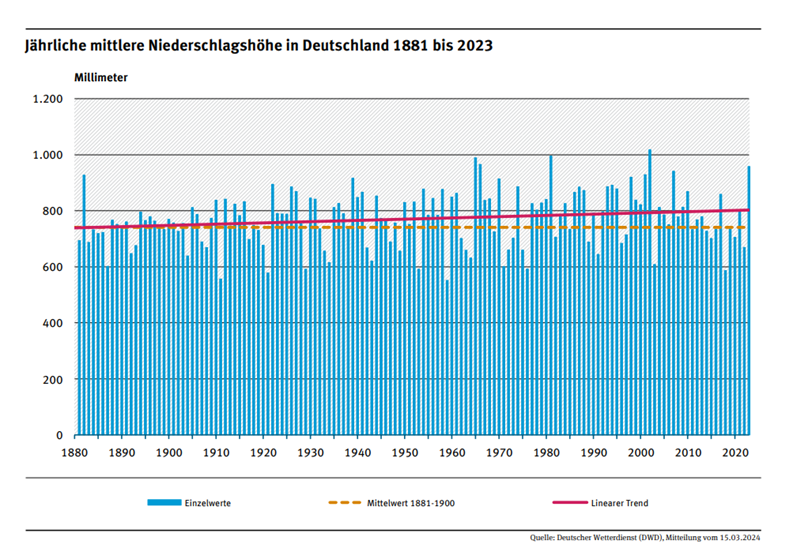 Jährliche mittlere Niederschlagshöhe in Deutschland 1881 bis 2023
Millimeter
1.200
1.000
800
600
400
200
0
1880 1890 1900 1910 1920 1930 1940 1950 1960 1970 1980 1990 2000 2010 2020
Einzelwerte Mittelwert 1881-1900 Linearer Trend
Quelle: Deutscher Wetterdienst (DWD), Mitteilung vom 15.03.2024